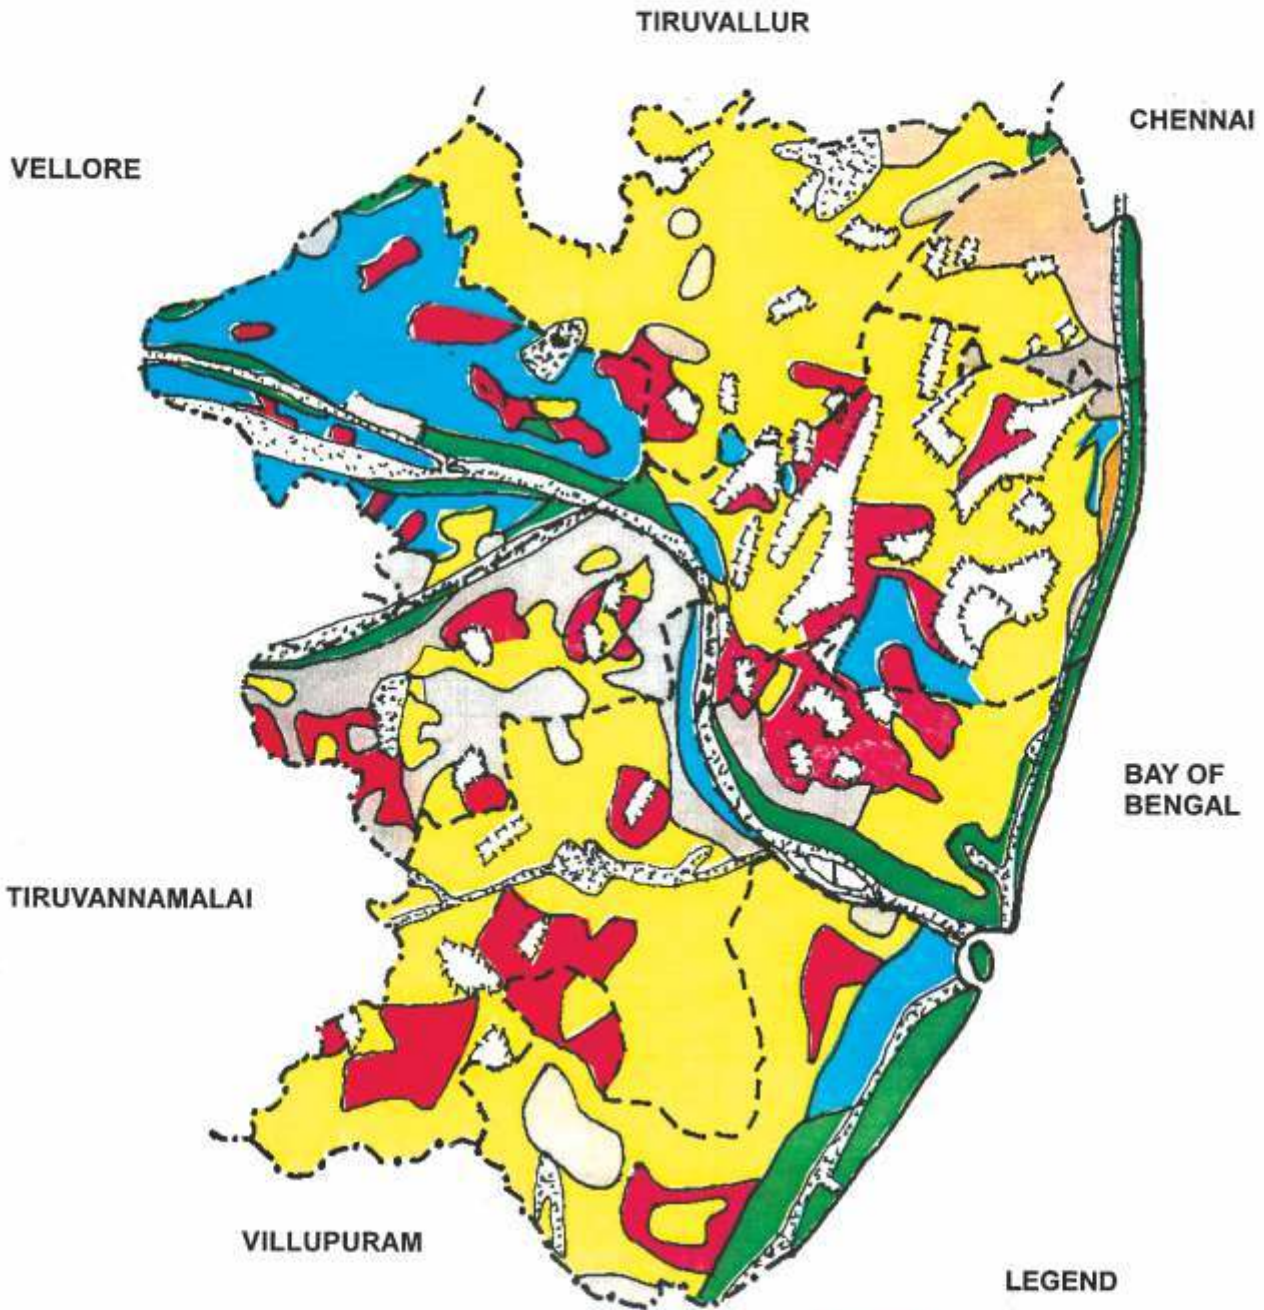 TIRUVALLUR
CHENNAI
VELLORE
BAY OF
BENGAL
TIRUVANNAMALAI
VILLUPURAM
LEGEND